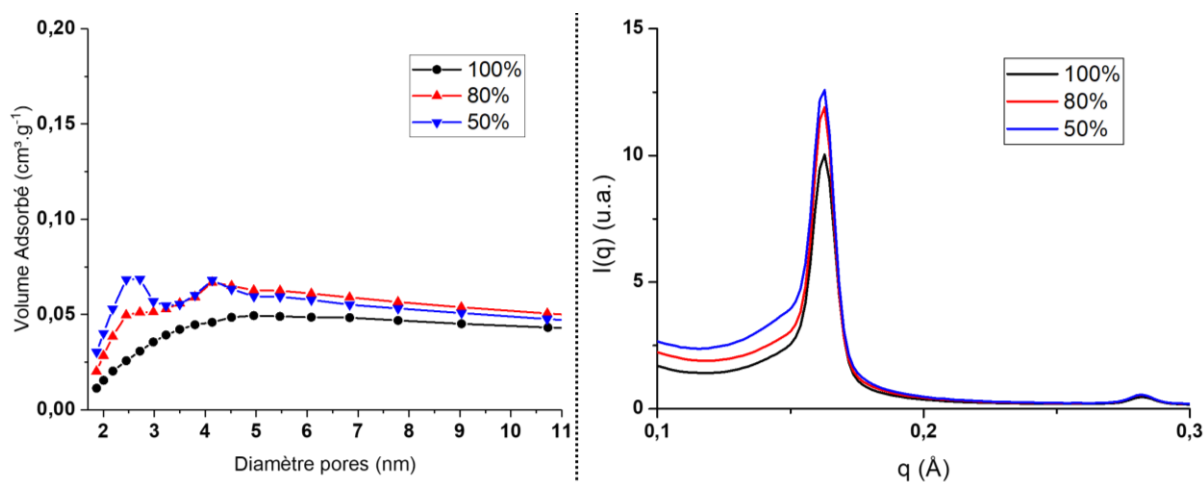 0,20
0,15
0,10
0,05
0,00
Volume Adsorbé (cm³.g⁻¹)
100%
80%
50%
2 3 4 5 6 7 8 9 10 11
Diamètre pores (nm)
15
10
5
0
I(q) (u.a.)
100%
80%
50%
0,1 0,2 0,3
q (Å)